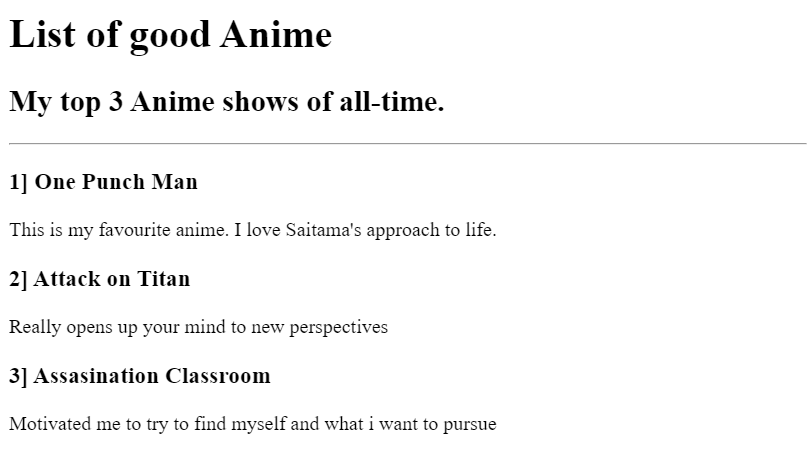 List of good Anime
My top 3 Anime shows of all-time.
1] One Punch Man
This is my favourite anime. I love Saitama's approach to life.
2] Attack on Titan
Really opens up your mind to new perspectives
3] Assasination Classroom
Motivated me to try to find myself and what i want to pursue